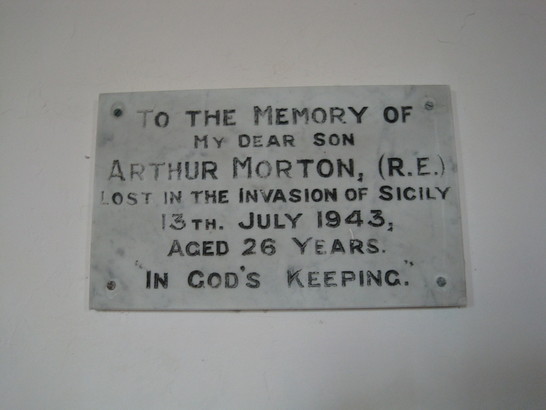 TO THE MEMORY OF
MY DEAR SON
ARTHUR MORTON, (R.E.)
LOST IN THE INVASION OF SICILY
13TH. JULY 1943,
AGED 26 YEARS.
"IN GOD'S KEEPING."